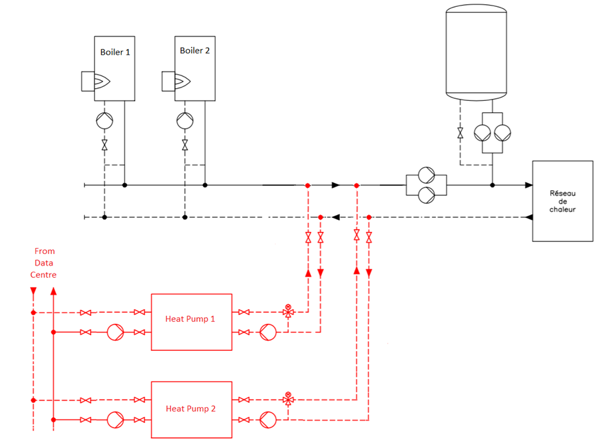 Boiler 1
Boiler 2
Réseau
de
chaleur
From
Data
Centre
Heat Pump 1
Heat Pump 2